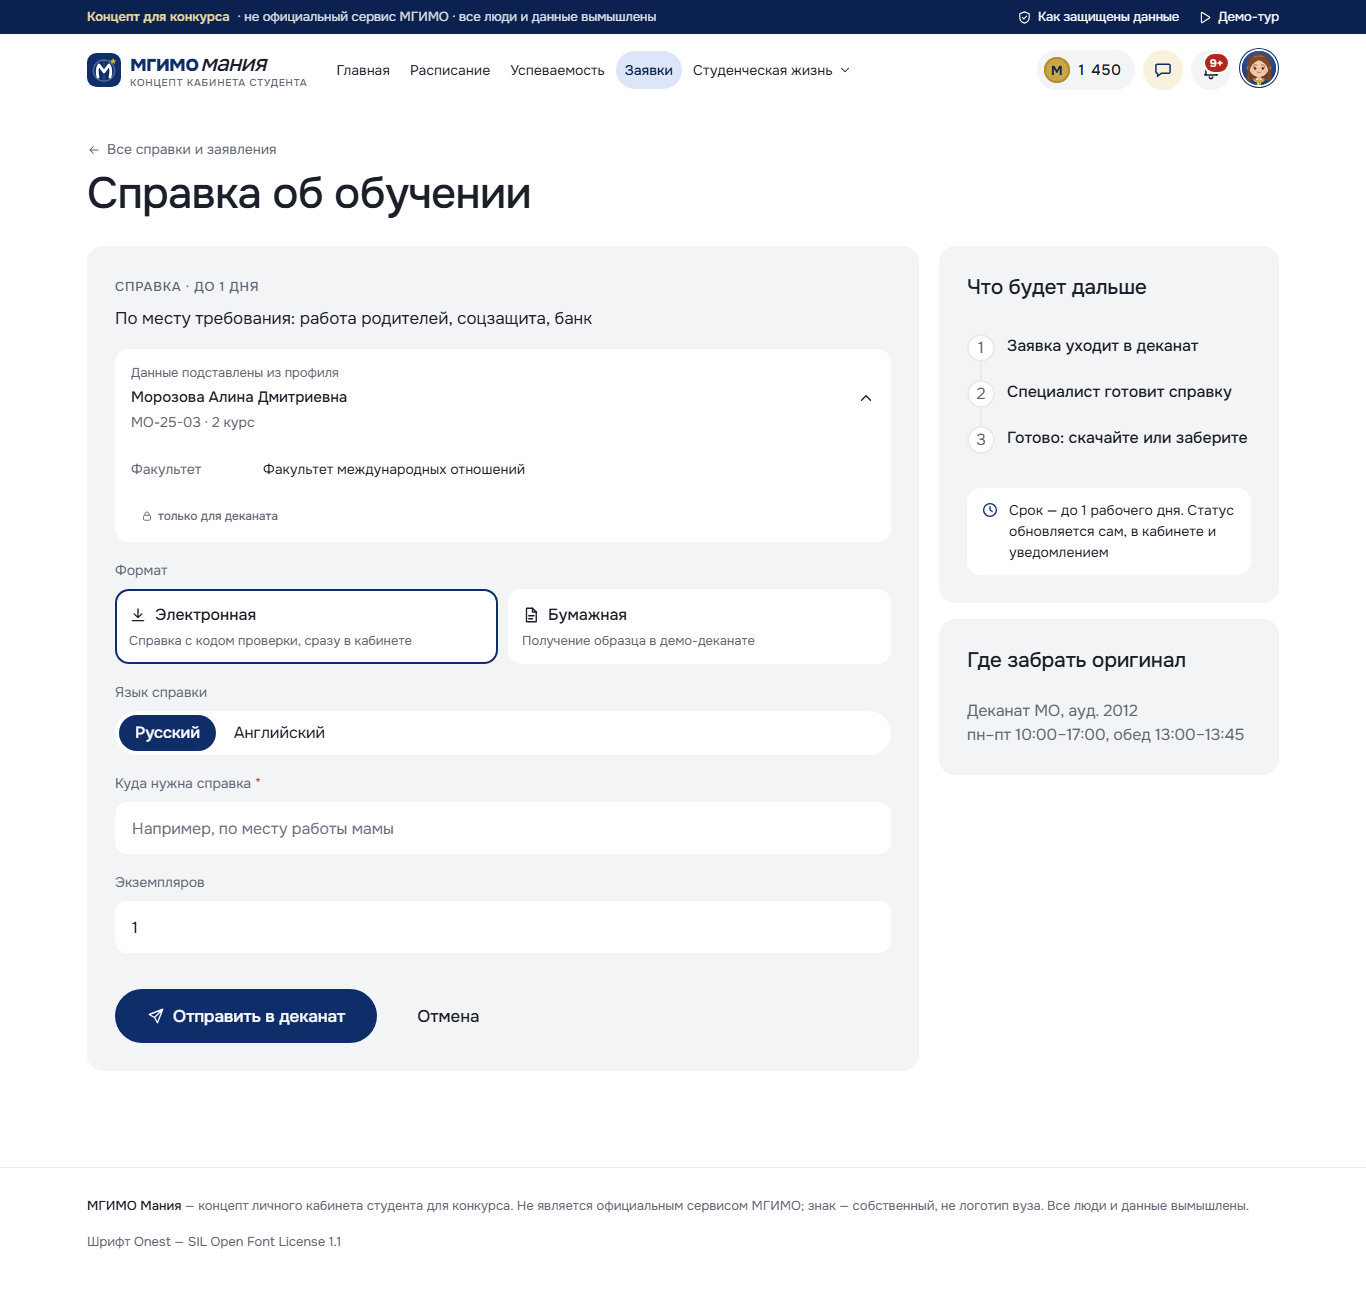 Концепт для конкурса · не официальный сервис МГИМО · все люди и данные вымышлены
Как защищены данные
Демо-тур
МГИМО мания
КОНЦЕПТ КАБИНЕТА СТУДЕНТА
Главная
Расписание
Успеваемость
Заявки
Студенческая жизнь
М 1 450
9+
← Все справки и заявления
Справка об обучении
СПРАВКА · ДО 1 ДНЯ
По месту требования: работа родителей, соцзащита, банк
Данные подставлены из профиля
Морозова Алина Дмитриевна
МО-25-03 · 2 курс
Факультет
Факультет международных отношений
только для деканата
Формат
Электронная
Справка с кодом проверки, сразу в кабинете
Бумажная
Получение образца в демо-деканате
Язык справки
Русский
Английский
Куда нужна справка *
Например, по месту работы мамы
Экземпляров
1
Отправить в деканат
Отмена
Что будет дальше
1 Заявка уходит в деканат
2 Специалист готовит справку
3 Готово: скачайте или заберите
Срок — до 1 рабочего дня. Статус
обновляется сам, в кабинете и
уведомлением
Где забрать оригинал
Деканат МО, ауд. 2012
пн–пт 10:00–17:00, обед 13:00–13:45
МГИМО Мания — концепт личного кабинета студента для конкурса. Не является официальным сервисом МГИМО; знак — собственный, не логотип вуза. Все люди и данные вымышлены.
Шрифт Onest — SIL Open Font License 1.1